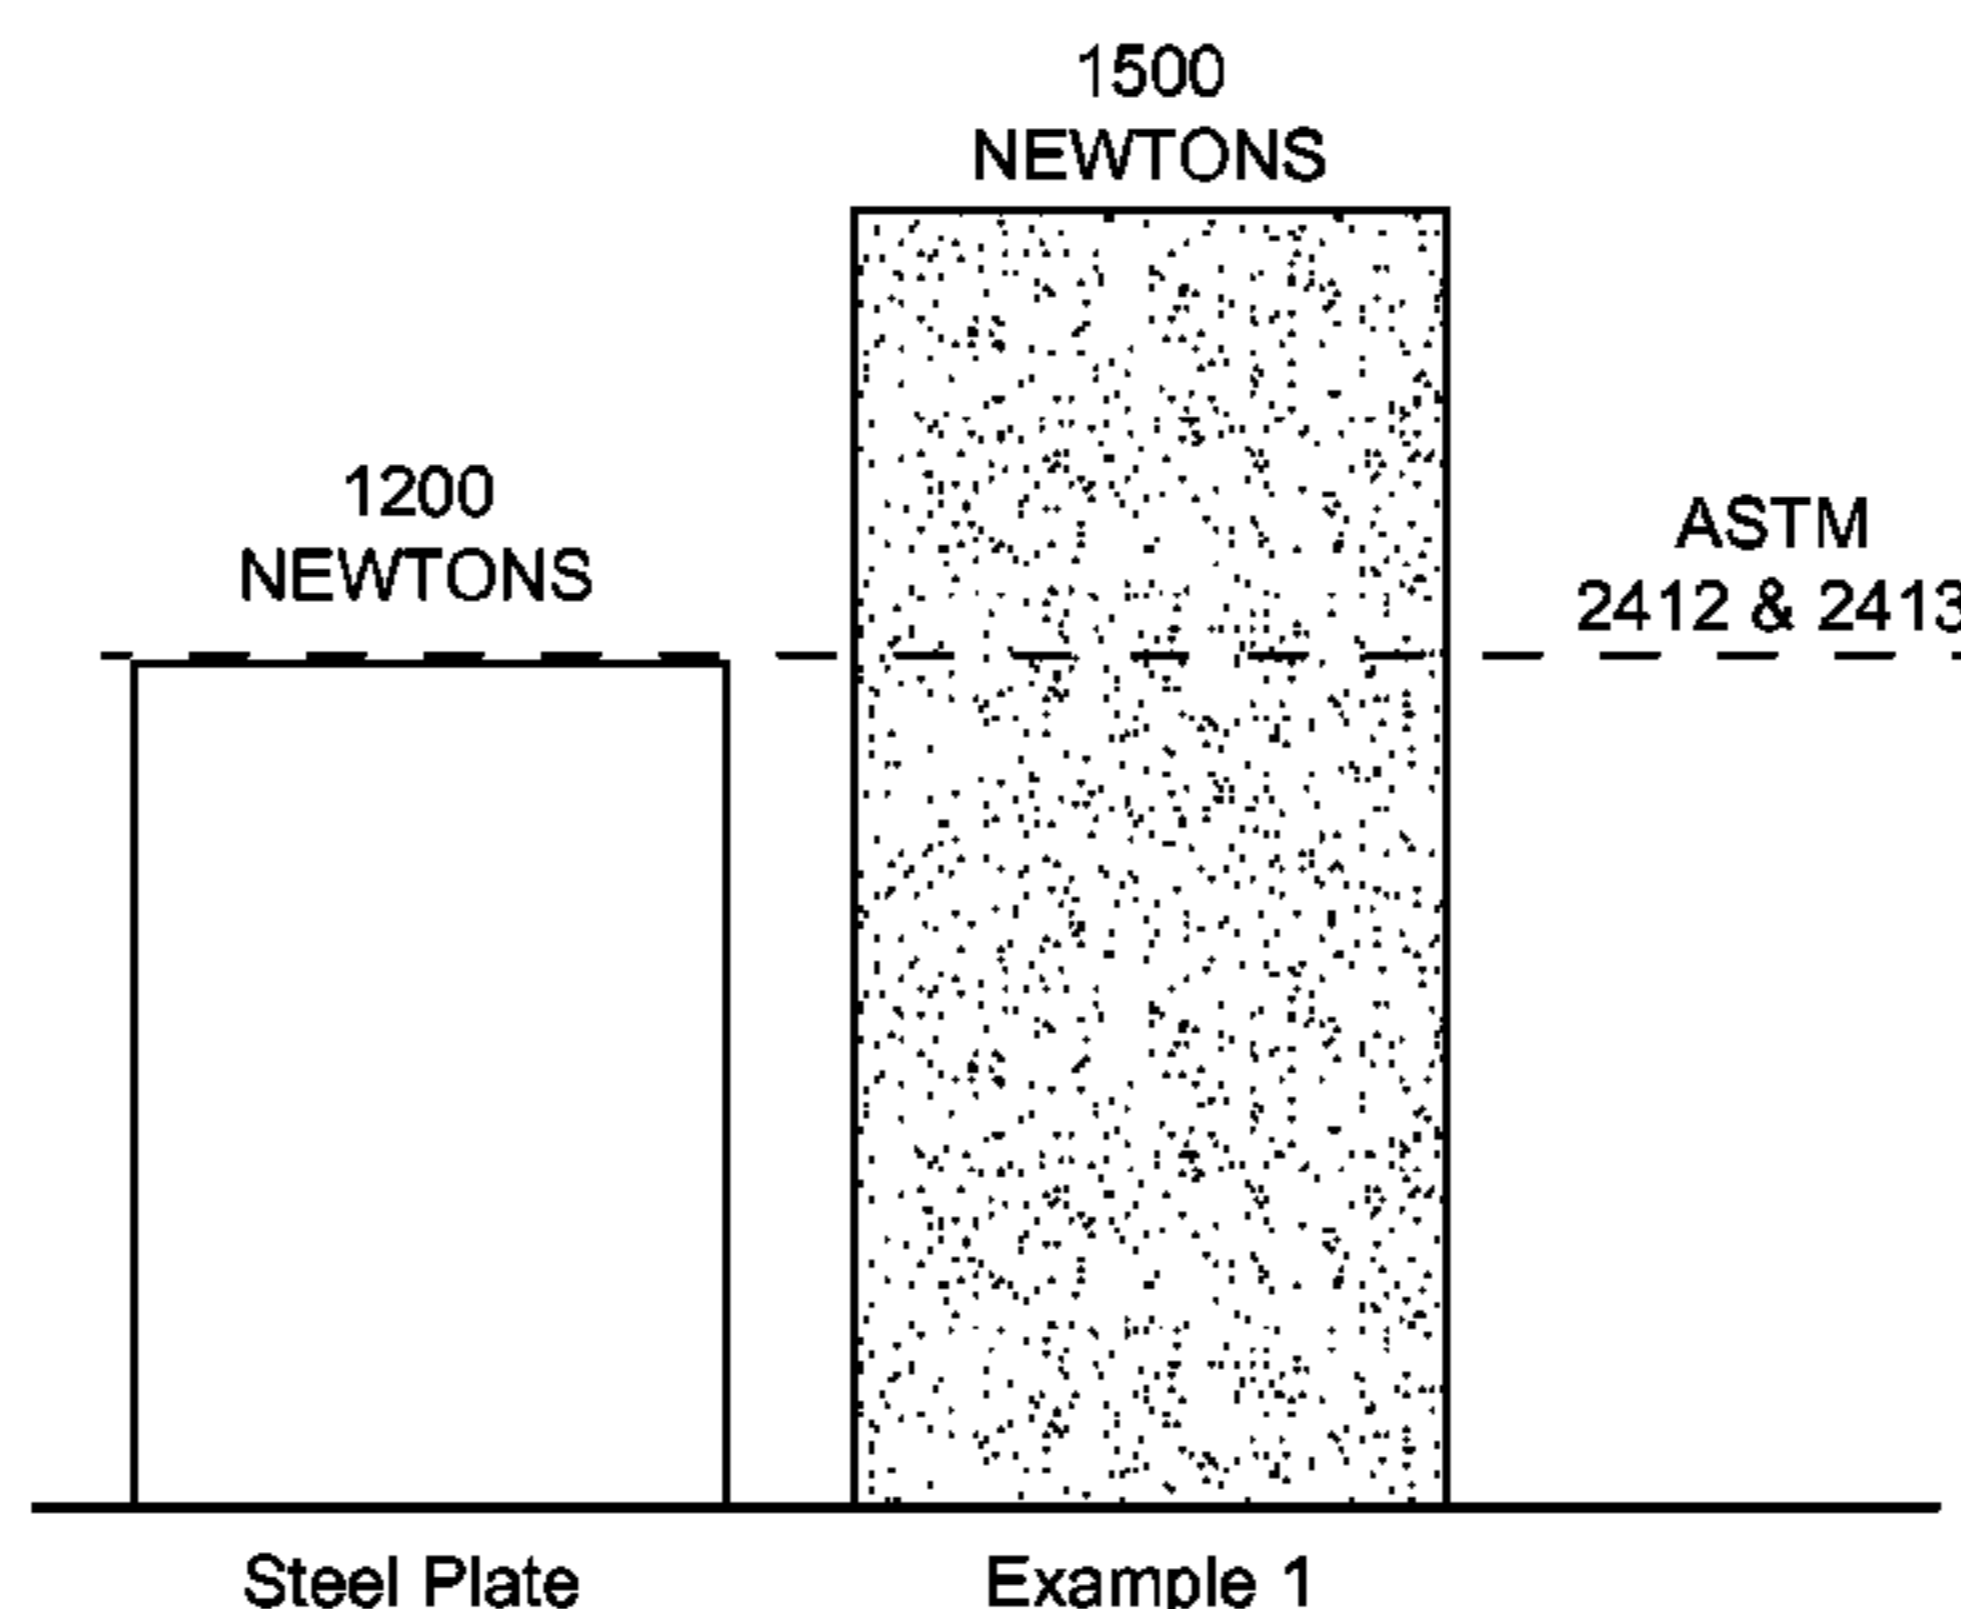 1500
NEWTONS
1200
NEWTONS
ASTM
2412 & 2413
Steel Plate
Example 1